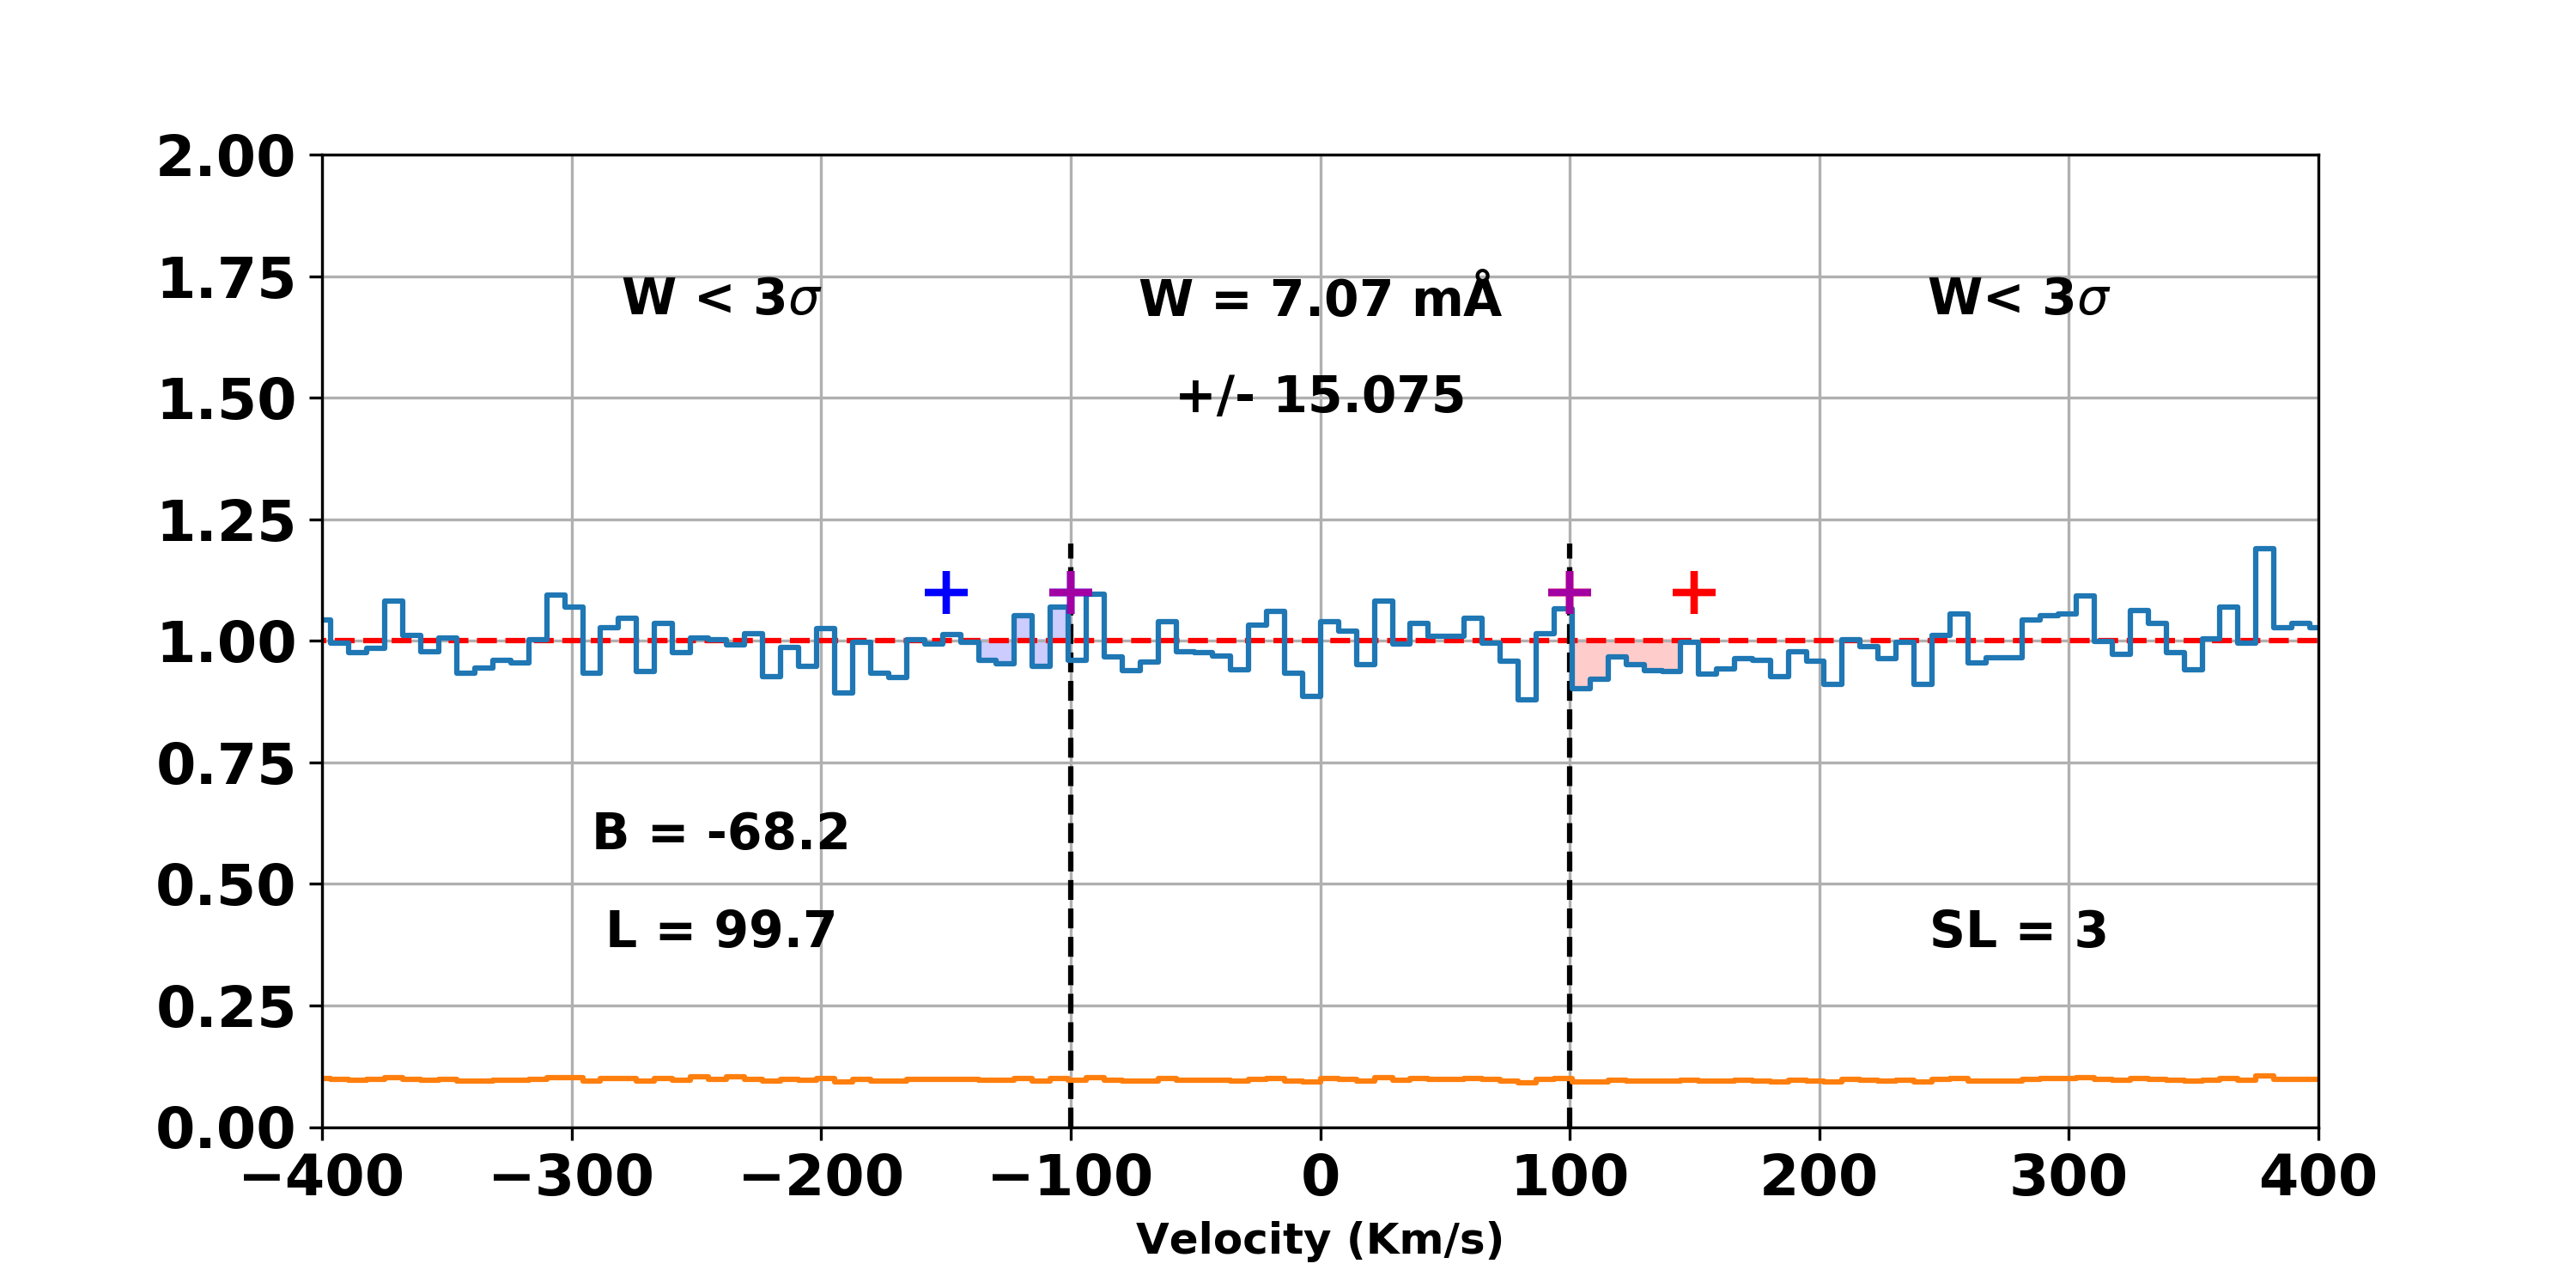 2.00
1.75
1.50
1.25
1.00
0.75
0.50
0.25
0.00
W < 3σ
W = 7.07 mÅ
+/- 15.075
W< 3σ
B = -68.2
L = 99.7
SL = 3
−400 −300 −200 −100 0 100 200 300 400
Velocity (Km/s)